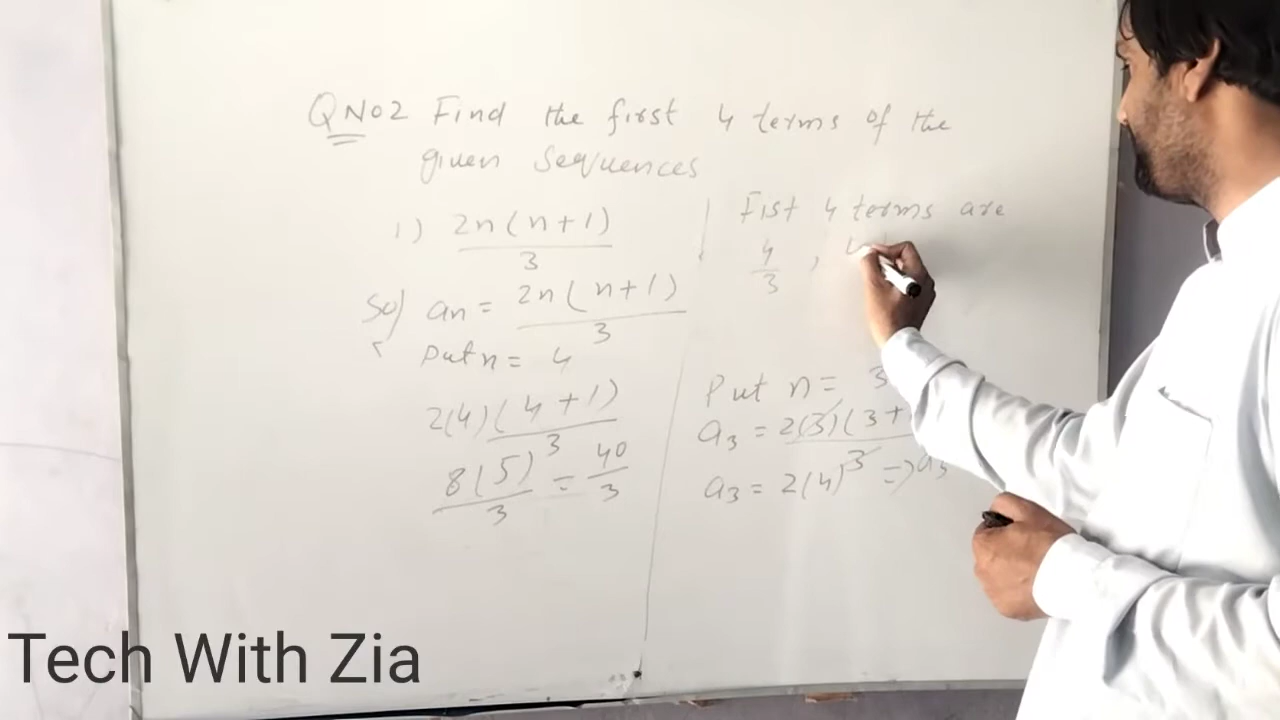 QNO2 Find the first 4 terms of the
given Sequences
1) 2n(n+1)
3
Sol an = 2n(n+1)
3
Put n = 4
2(4)(4+1)
3
8(5) = 40
3 3
Fist 4 terms are
4 , 4
3
Put n = 3
a3 = 2(3)(3+
3
a3 = 2(4) => a3
Tech With Zia